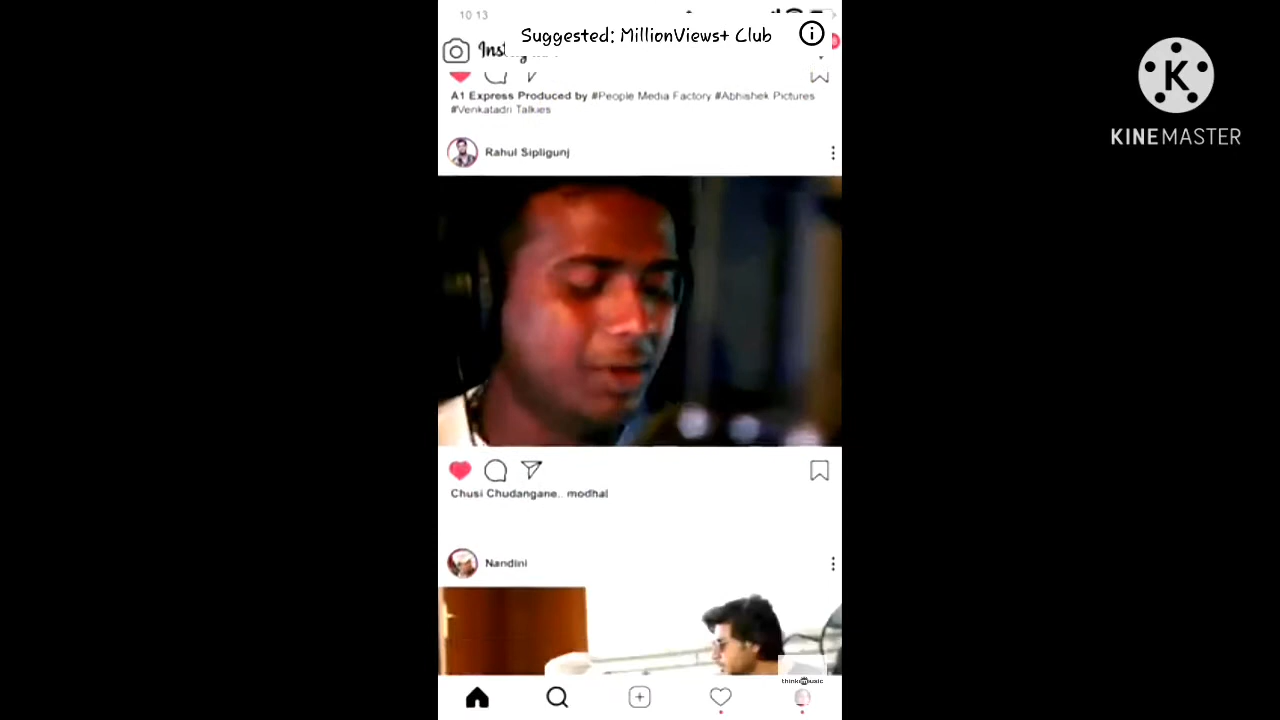 10 13
Suggested: MillionViews+ Club
KINEMASTER
A1 Express Produced by #People Media Factory #Abhishek Pictures
#Venkatadri Talkies
Rahul Sipligunj
Chusi Chudangane.. modhal
Nandini
thinkmusic